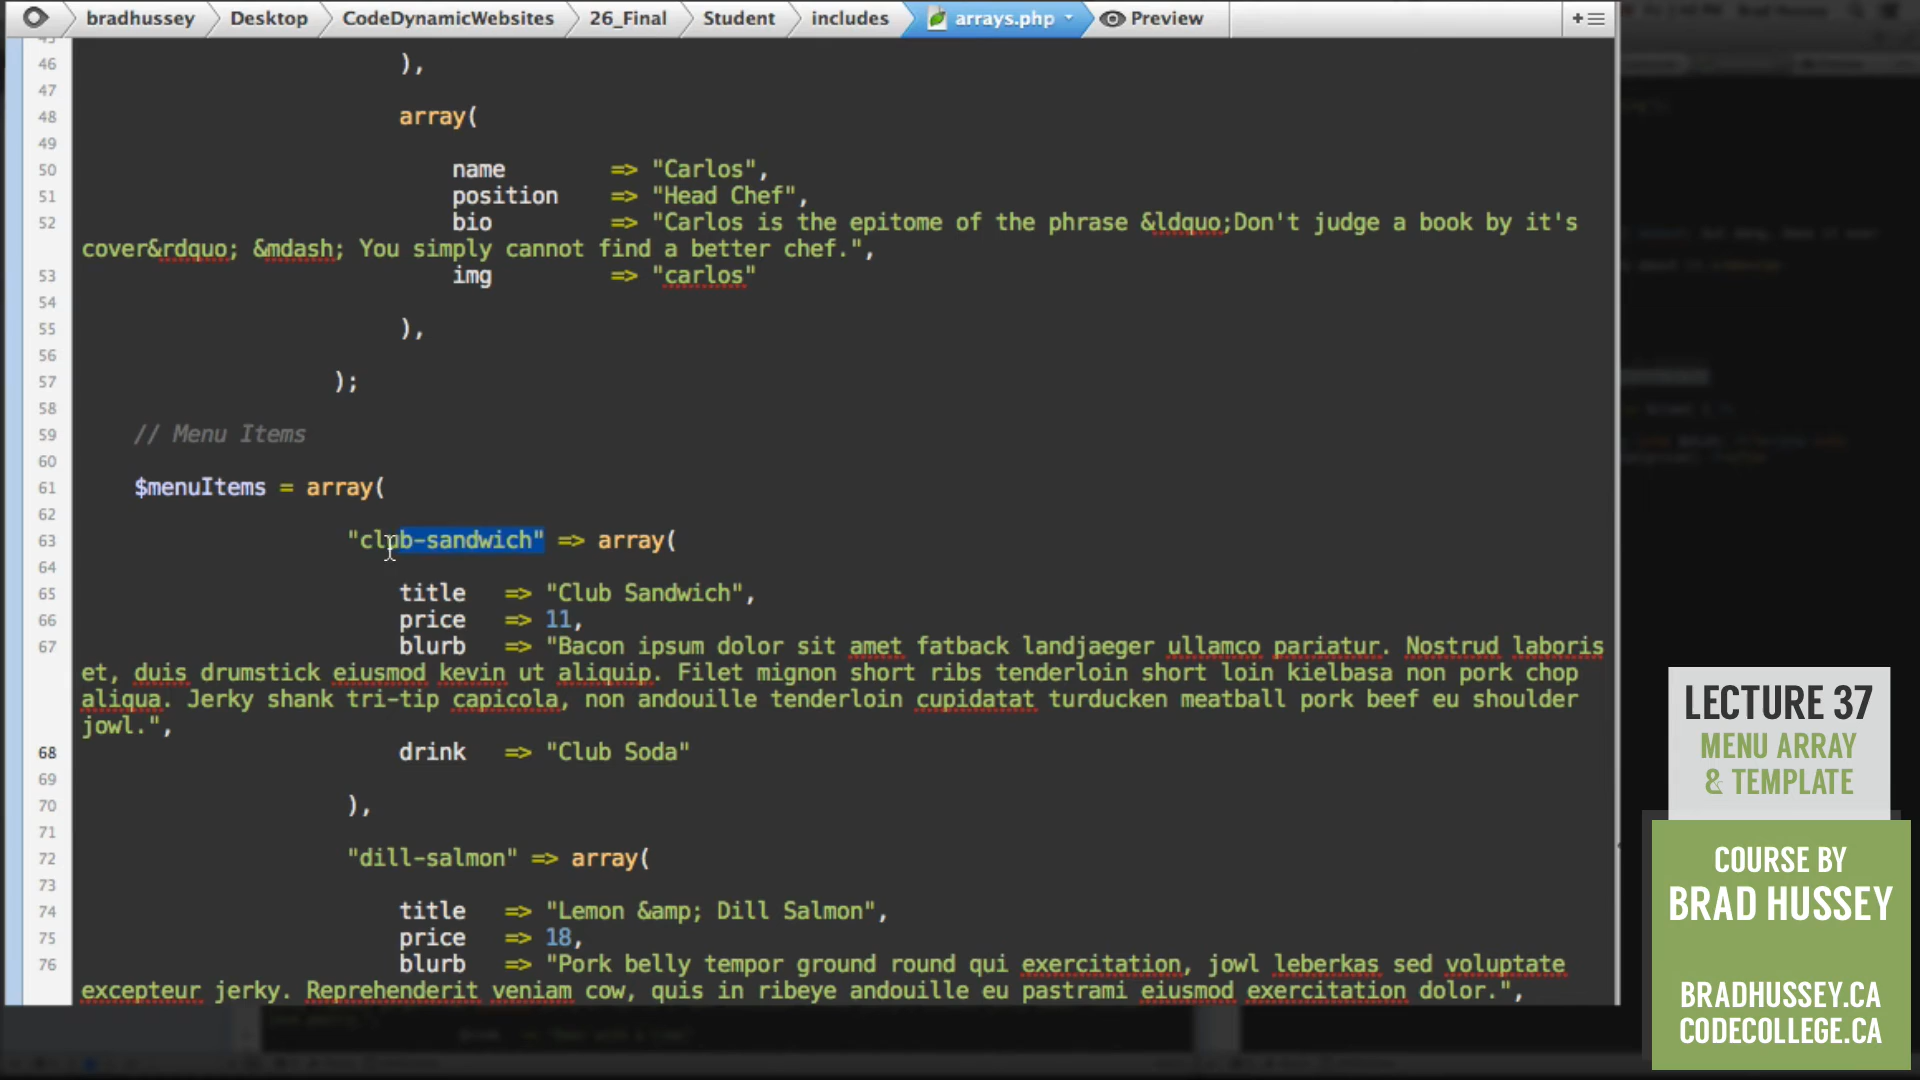 bradhussey Desktop CodeDynamicWebsites 26_Final Student includes arrays.php Preview
46 ),
47
48 array(
49
50 name => "Carlos",
51 position => "Head Chef",
52 bio => "Carlos is the epitome of the phrase &ldquo;Don't judge a book by it's
cover&rdquo; &mdash; You simply cannot find a better chef.",
53 img => "carlos"
54
55 ),
56
57 );
58
59 // Menu Items
60
61 $menuItems = array(
62
63 "club-sandwich" => array(
64
65 title => "Club Sandwich",
66 price => 11,
67 blurb => "Bacon ipsum dolor sit amet fatback landjaeger ullamco pariatur. Nostrud laboris
et, duis drumstick eiusmod kevin ut aliquip. Filet mignon short ribs tenderloin short loin kielbasa non pork chop
aliqua. Jerky shank tri-tip capicola, non andouille tenderloin cupidatat turducken meatball pork beef eu shoulder
jowl.",
68 drink => "Club Soda"
69
70 ),
71
72 "dill-salmon" => array(
73
74 title => "Lemon &amp; Dill Salmon",
75 price => 18,
76 blurb => "Pork belly tempor ground round qui exercitation, jowl leberkas sed voluptate
excepteur jerky. Reprehenderit veniam cow, quis in ribeye andouille eu pastrami eiusmod exercitation dolor.",
LECTURE 37
MENU ARRAY
& TEMPLATE
COURSE BY
BRAD HUSSEY
BRADHUSSEY.CA
CODECOLLEGE.CA